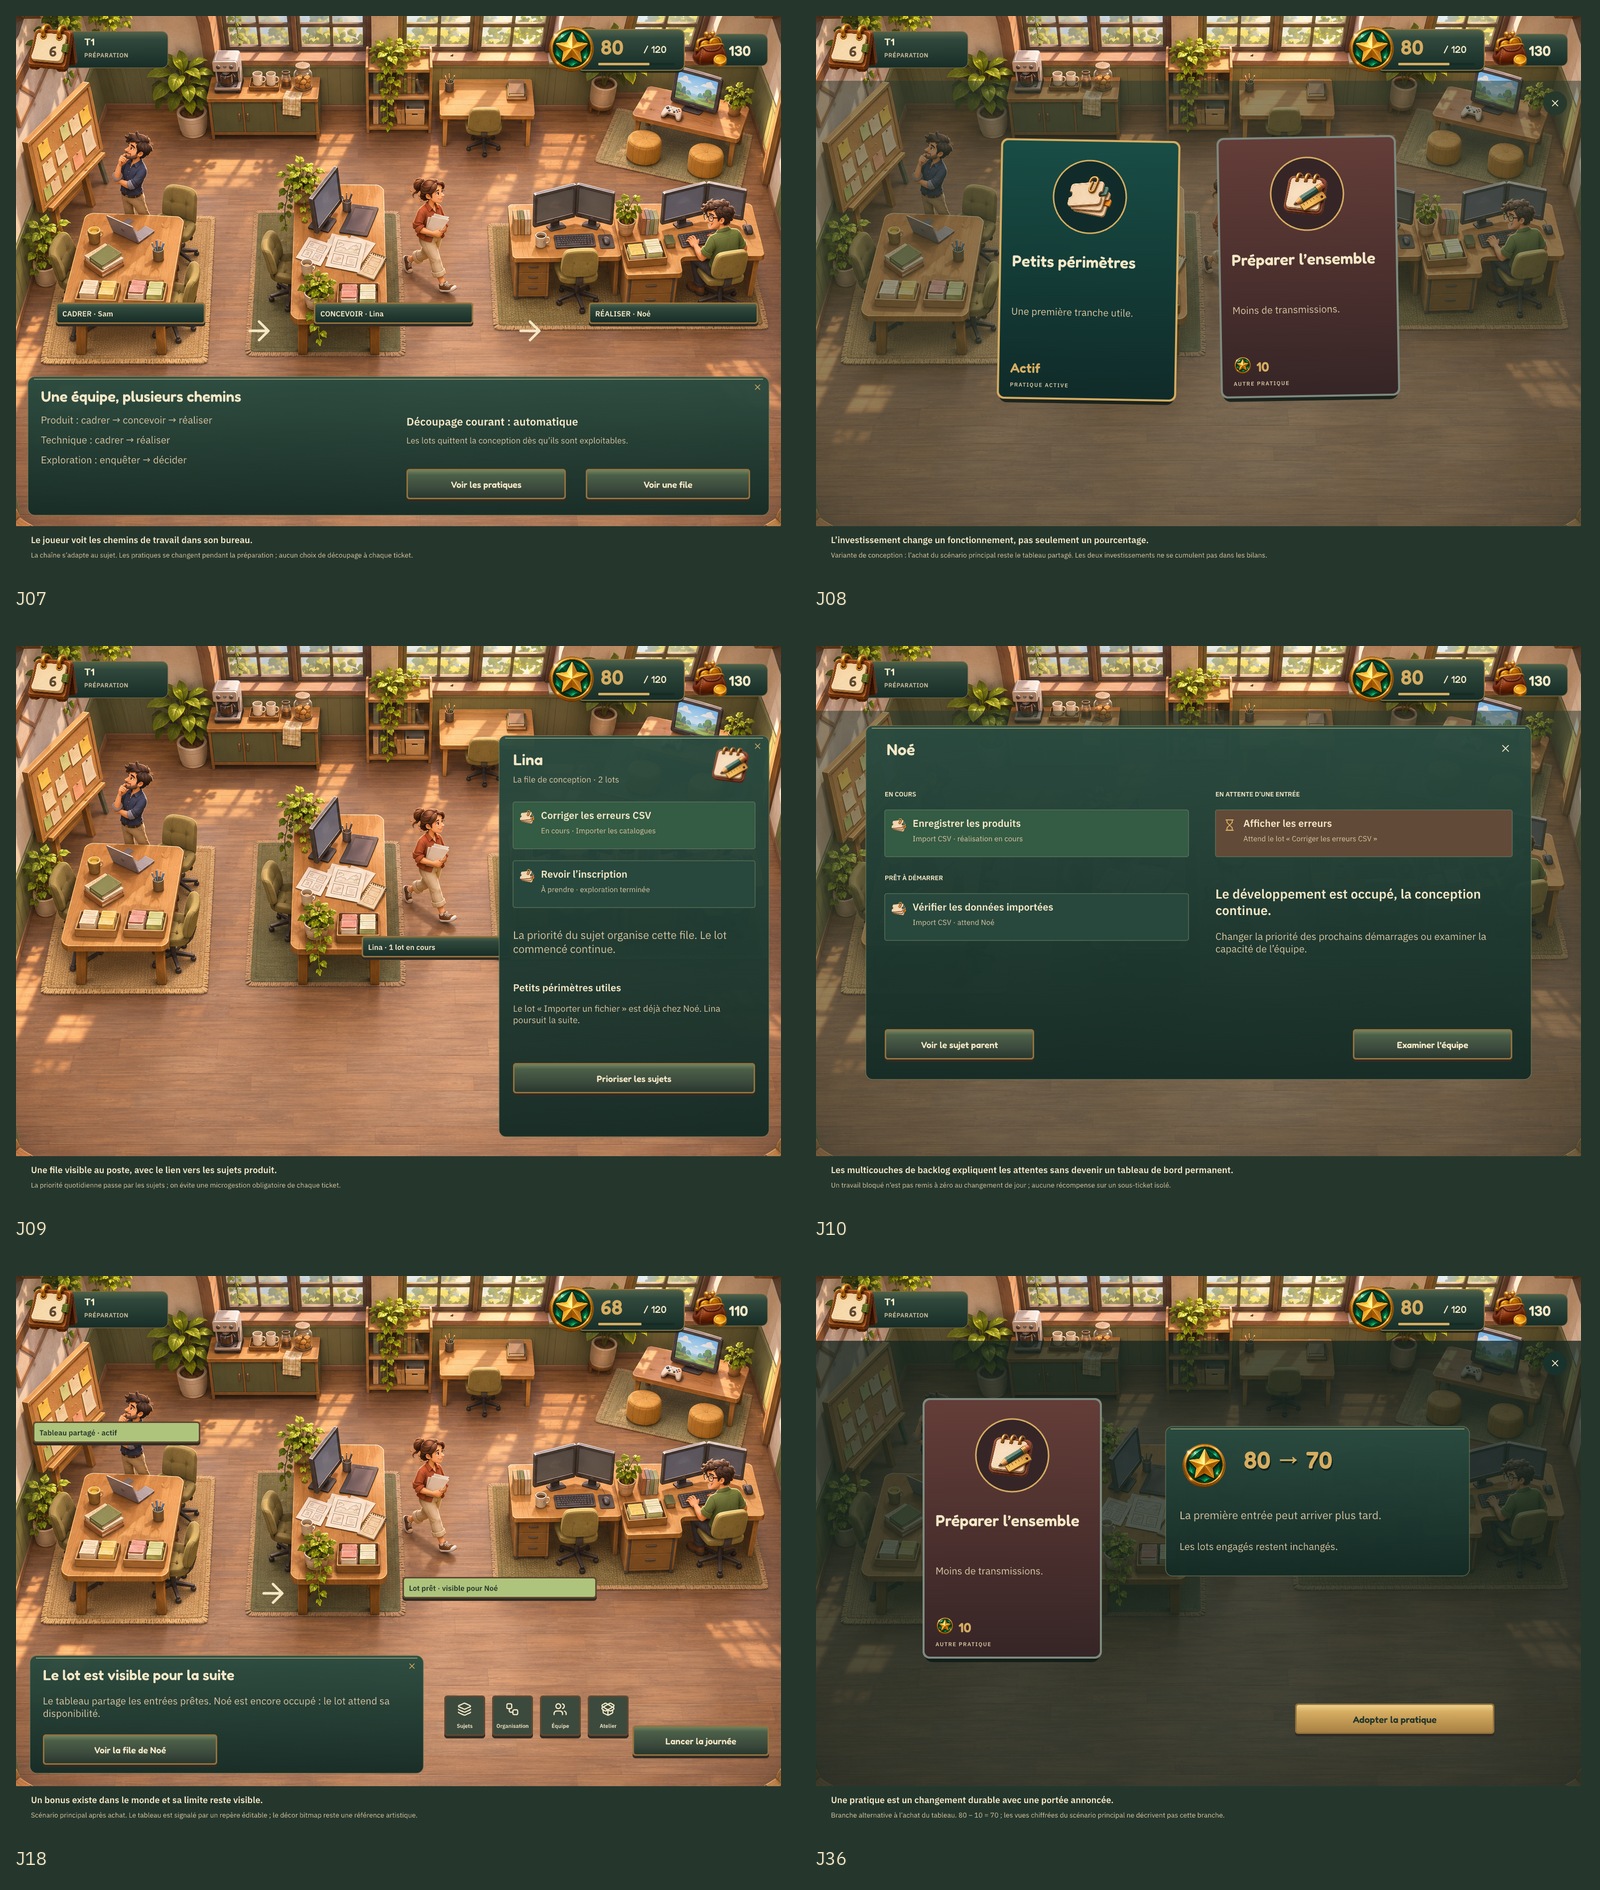 6
T1
PRÉPARATION
80 / 120
130
CADRER · Sam
CONCEVOIR · Lina
RÉALISER · Noé
Une équipe, plusieurs chemins
Produit : cadrer → concevoir → réaliser
Technique : cadrer → réaliser
Exploration : enquêter → décider
Découpage courant : automatique
Les lots quittent la conception dès qu'ils sont exploitables.
Voir les pratiques
Voir une file
Le joueur voit les chemins de travail dans son bureau.
La chaîne s'adapte au sujet. Les pratiques se changent pendant la préparation ; aucun choix de découpage à chaque ticket.
J07
6
T1
PRÉPARATION
80 / 120
130
Petits périmètres
Une première tranche utile.
Actif
PRATIQUE ACTIVE
Préparer l'ensemble
Moins de transmissions.
10
AUTRE PRATIQUE
L'investissement change un fonctionnement, pas seulement un pourcentage.
Variante de conception : l'achat du scénario principal reste le tableau partagé. Les deux investissements ne se cumulent pas dans les bilans.
J08
6
T1
PRÉPARATION
80 / 120
130
Lina · 1 lot en cours
Lina
La file de conception · 2 lots
Corriger les erreurs CSV
En cours · Importer les catalogues
Revoir l'inscription
À prendre · exploration terminée
La priorité du sujet organise cette file. Le lot
commencé continue.
Petits périmètres utiles
Le lot « Importer un fichier » est déjà chez Noé. Lina
poursuit la suite.
Prioriser les sujets
Une file visible au poste, avec le lien vers les sujets produit.
La priorité quotidienne passe par les sujets ; on évite une microgestion obligatoire de chaque ticket.
J09
6
T1
PRÉPARATION
80 / 120
130
Noé
EN COURS
Enregistrer les produits
Import CSV · réalisation en cours
PRÊT À DÉMARRER
Vérifier les données importées
Import CSV · attend Noé
EN ATTENTE D'UNE ENTRÉE
Afficher les erreurs
Attend le lot « Corriger les erreurs CSV »
Le développement est occupé, la conception
continue.
Changer la priorité des prochains démarrages ou examiner la
capacité de l'équipe.
Voir le sujet parent
Examiner l'équipe
Les multicouches de backlog expliquent les attentes sans devenir un tableau de bord permanent.
Un travail bloqué n'est pas remis à zéro au changement de jour ; aucune récompense sur un sous-ticket isolé.
J10
6
T1
PRÉPARATION
68 / 120
110
Tableau partagé · actif
Lot prêt · visible pour Noé
Le lot est visible pour la suite
Le tableau partage les entrées prêtes. Noé est encore occupé : le lot attend sa
disponibilité.
Voir la file de Noé
Sujets
Organisation
Équipe
Atelier
Lancer la journée
Un bonus existe dans le monde et sa limite reste visible.
Scénario principal après achat. Le tableau est signalé par un repère éditable ; le décor bitmap reste une référence artistique.
J18
6
T1
PRÉPARATION
80 / 120
130
Préparer l'ensemble
Moins de transmissions.
10
AUTRE PRATIQUE
80 → 70
La première entrée peut arriver plus tard.
Les lots engagés restent inchangés.
Adopter la pratique
Une pratique est un changement durable avec une portée annoncée.
Branche alternative à l'achat du tableau. 80 − 10 = 70 ; les vues chiffrées du scénario principal ne décrivent pas cette branche.
J36